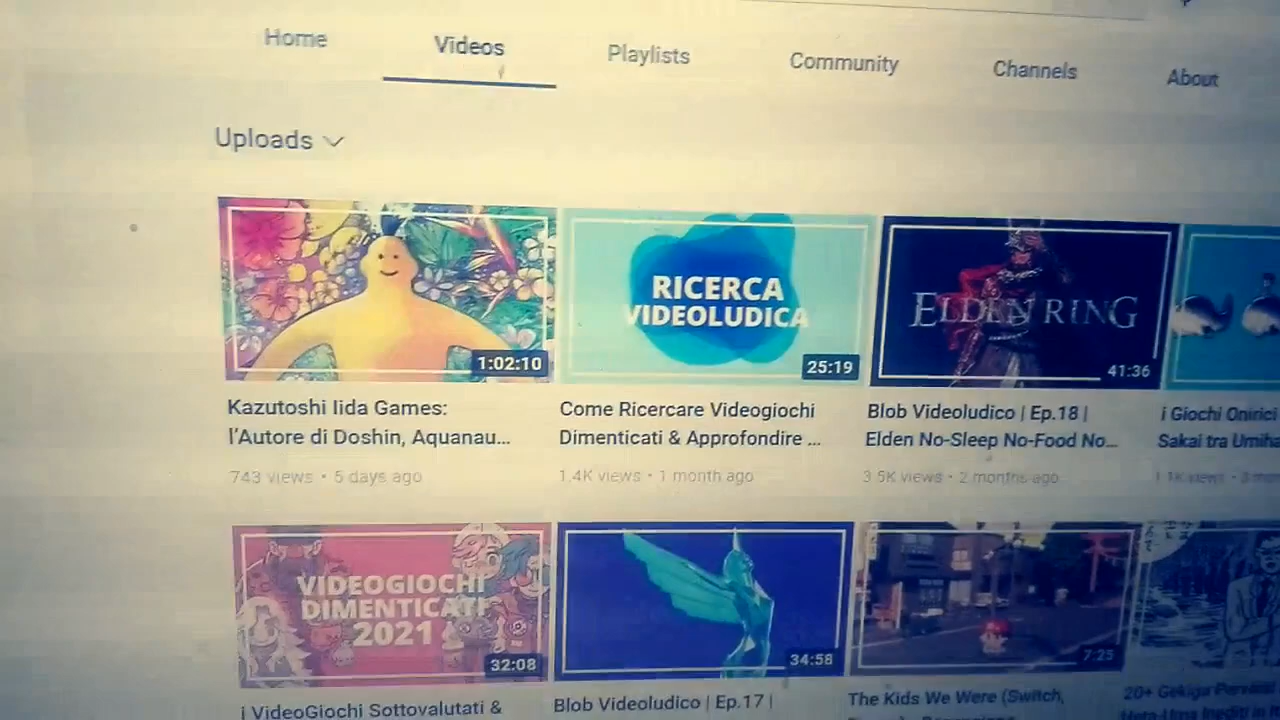 Home
Videos
Playlists
Community
Channels
About
Uploads
RICERCA
VIDEOLUDICA
ELDEN RING
1:02:10
25:19
41:36
Kazutoshi Iida Games:
l'Autore di Doshin, Aquanau...
743 views • 5 days ago
Come Ricercare Videogiochi
Dimenticati & Approfondire ...
1.4K views • 1 month ago
Blob Videoludico | Ep.18 |
Elden No-Sleep No-Food No...
3.5K views • 2 months ago
i Giochi Onirici
Sakai tra
VIDEOGIOCHI
DIMENTICATI
2021
32:08
34:58
7:25
i VideoGiochi Sottovalutati &
Blob Videoludico | Ep.17 |
The Kids We Were (Switch,
20+ Gekiga